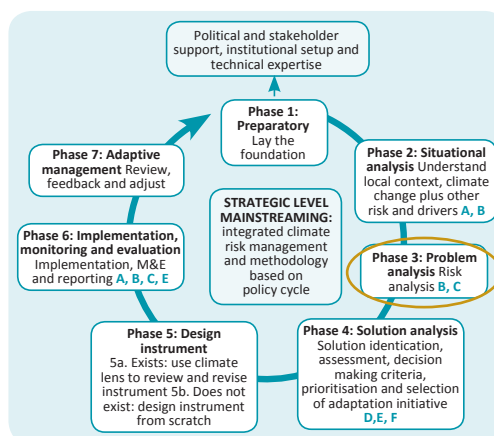 Political and stakeholder
support, institutional setup and
technical expertise
Phase 1:
Preparatory
Lay the
foundation
Phase 2: Situational
analysis Understand
local context, climate
change plus other
risk and drivers A, B
Phase 3: Problem
analysis Risk
analysis B, C
Phase 4: Solution analysis
Solution identication,
assessment, decision
making criteria,
prioritisation and selection
of adaptation initiative
D,E, F
Phase 5: Design
instrument
5a. Exists: use climate
lens to review and revise
instrument 5b. Does not
exist: design instrument
from scratch
Phase 6: Implementation,
monitoring and evaluation
Implementation, M&E
and reporting A, B, C, E
Phase 7: Adaptive
management Review,
feedback and adjust
STRATEGIC LEVEL
MAINSTREAMING:
integrated climate
risk management
and methodology
based on
policy cycle